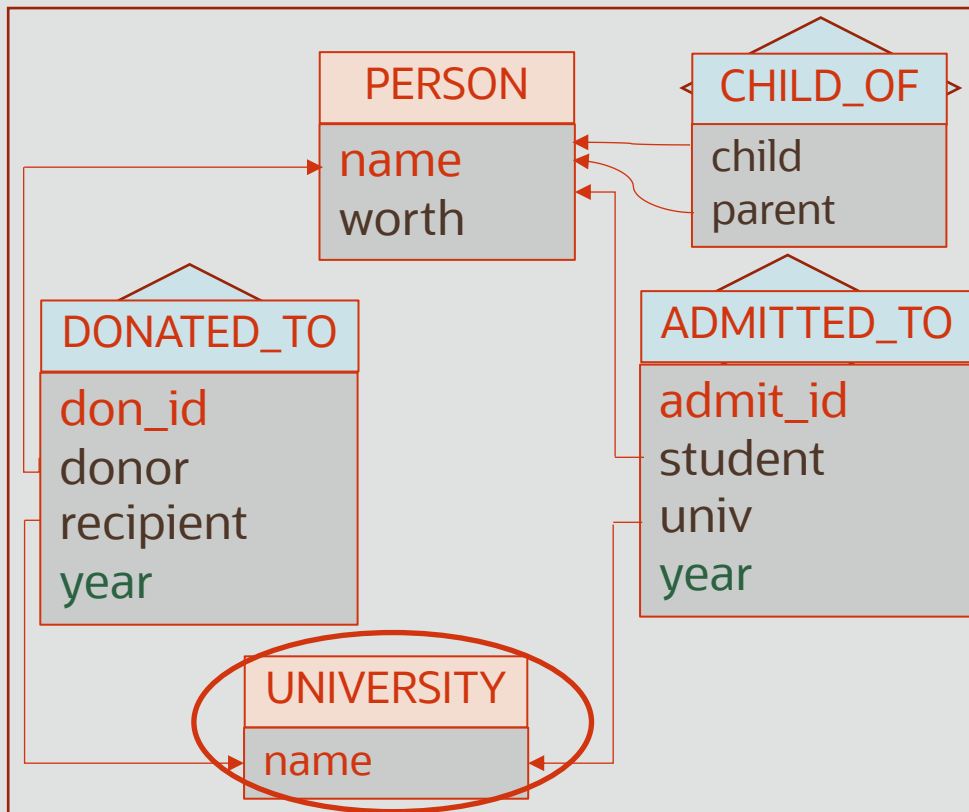 PERSON
name
worth
CHILD_OF
child
parent
DONATED_TO
don_id
donor
recipient
year
ADMITTED_TO
admit_id
student
univ
year
UNIVERSITY
name